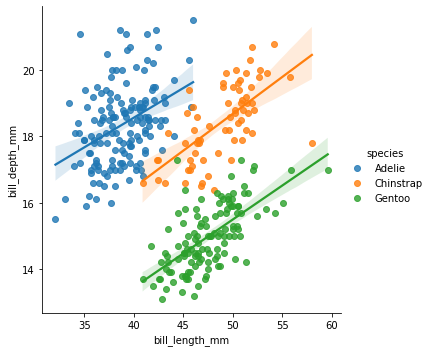 20
18
16
14
bill_depth_mm
35
40
45
50
55
60
bill_length_mm
species
Adelie
Chinstrap
Gentoo